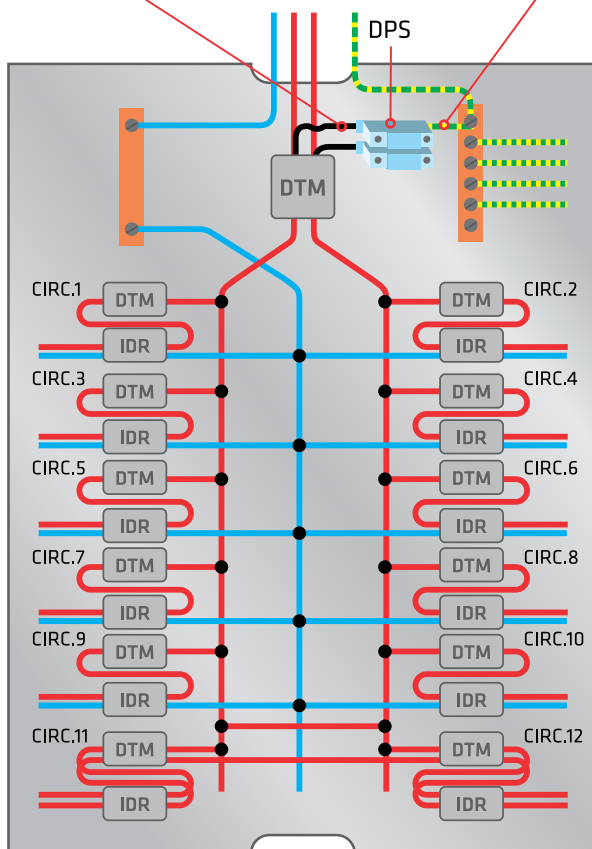 DPS
DTM
CIRC.1 DTM DTM CIRC.2
IDR IDR
CIRC.3 DTM DTM CIRC.4
IDR IDR
CIRC.5 DTM DTM CIRC.6
IDR IDR
CIRC.7 DTM DTM CIRC.8
IDR IDR
CIRC.9 DTM DTM CIRC.10
IDR IDR
CIRC.11 DTM DTM CIRC.12
IDR IDR